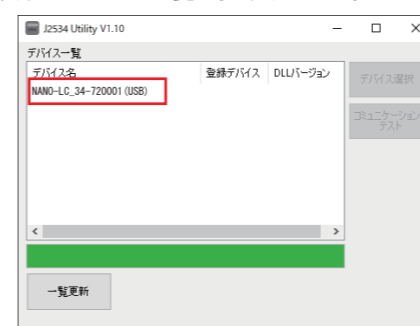 J2534 Utility V1.10
デバイス一覧
デバイス名 登録デバイス DLLバージョン
NANO-LC_34-720001 (USB)
デバイス選択
コミュニケーション
テスト
一覧更新